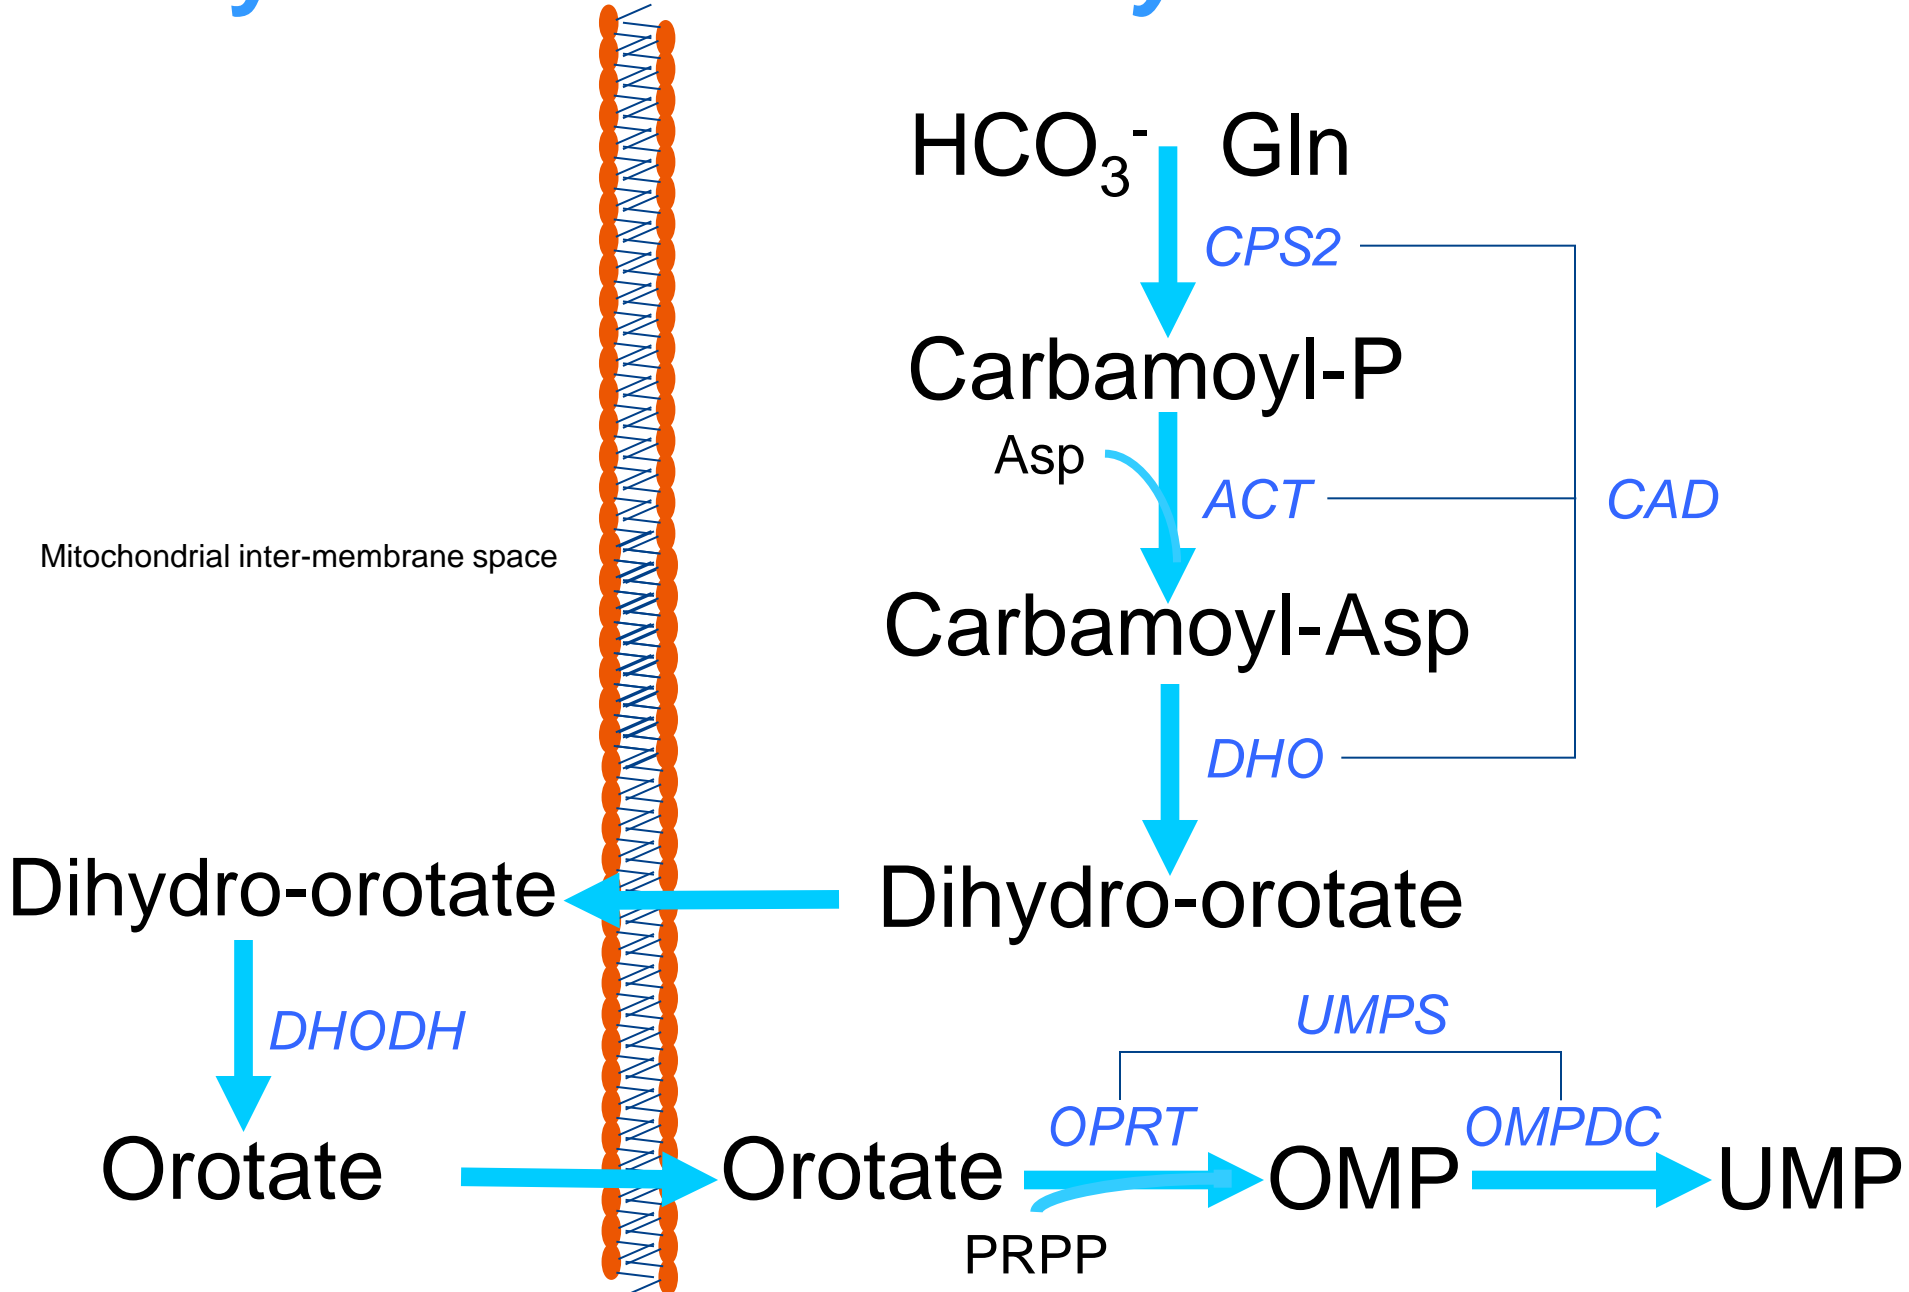 HCO₃⁻ Gln
CPS2
Carbamoyl-P
Asp
ACT
CAD
Mitochondrial inter-membrane space
Carbamoyl-Asp
DHO
Dihydro-orotate
Dihydro-orotate
DHODH
UMPS
OPRT
OMPDC
Orotate
Orotate
OMP
UMP
PRPP